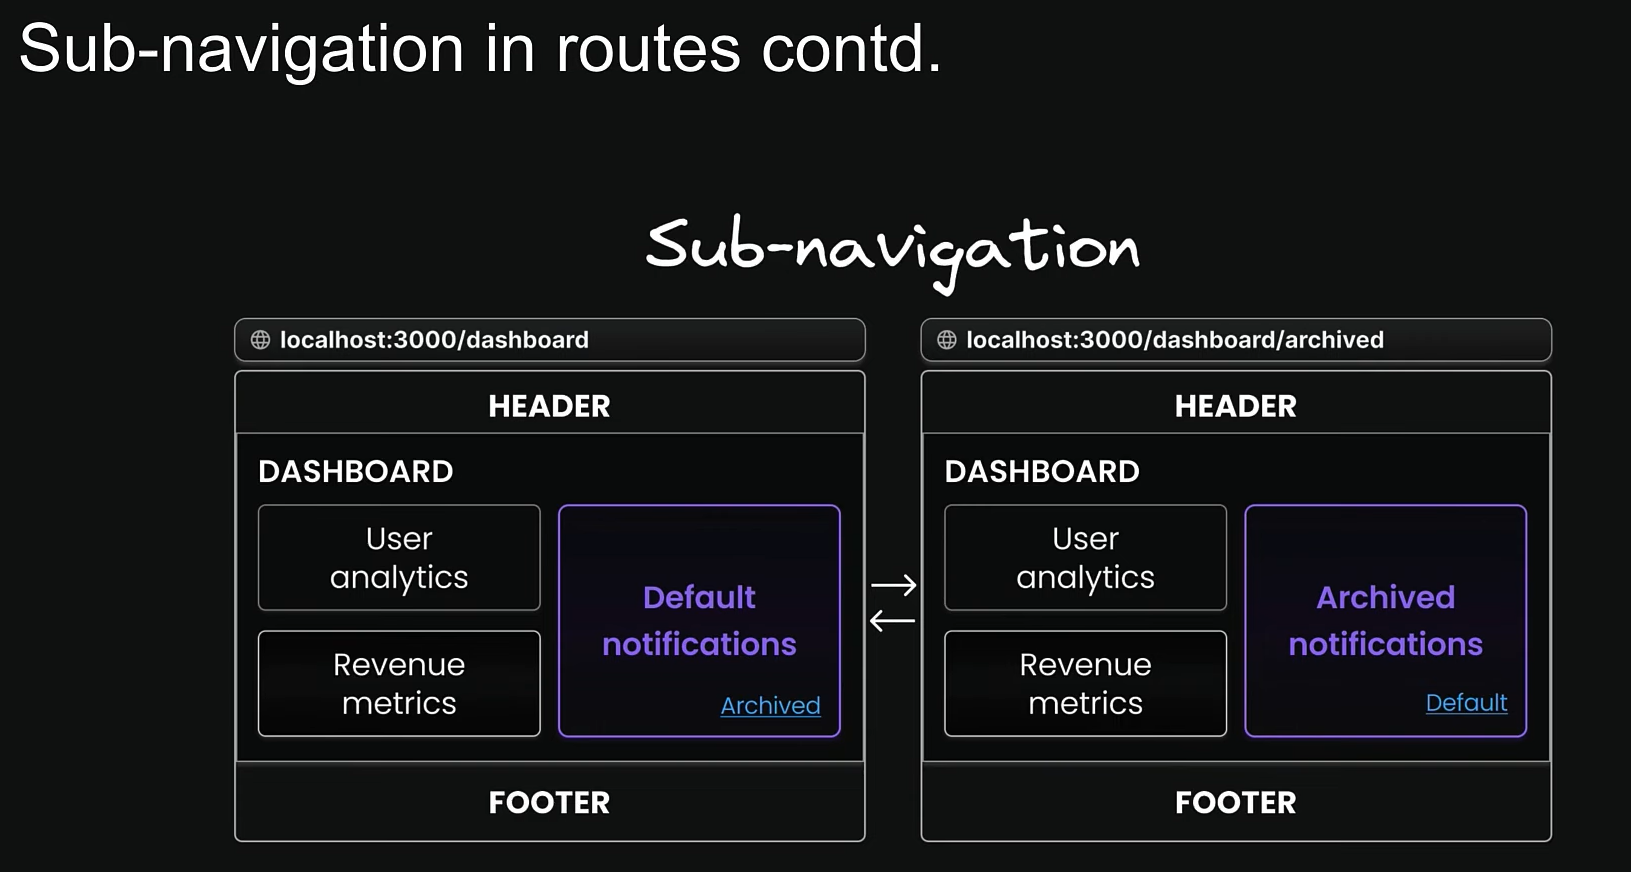 Sub-navigation in routes contd.
Sub-navigation
localhost:3000/dashboard
HEADER
DASHBOARD
User
analytics
Revenue
metrics
Default
notifications
Archived
FOOTER
localhost:3000/dashboard/archived
HEADER
DASHBOARD
User
analytics
Revenue
metrics
Archived
notifications
Default
FOOTER